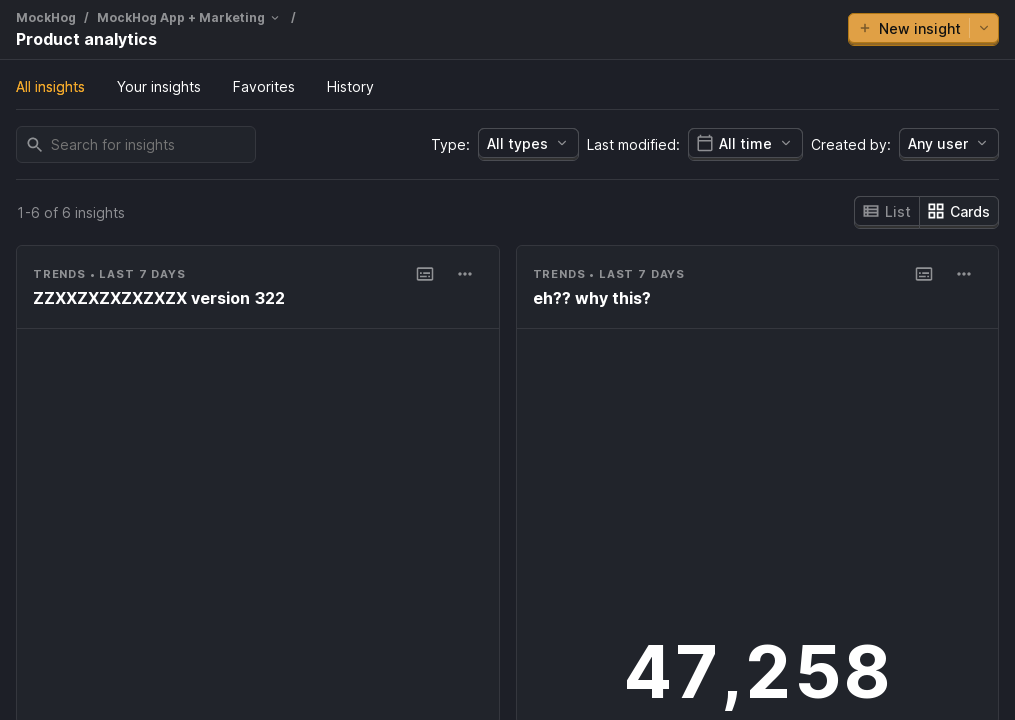 MockHog / MockHog App + Marketing /
Product analytics
New insight
All insights Your insights Favorites History
Search for insights
Type: All types Last modified: All time Created by: Any user
1-6 of 6 insights
List Cards
TRENDS • LAST 7 DAYS
ZZXXZXZXZXZXZX version 322
TRENDS • LAST 7 DAYS
eh?? why this?
47,258